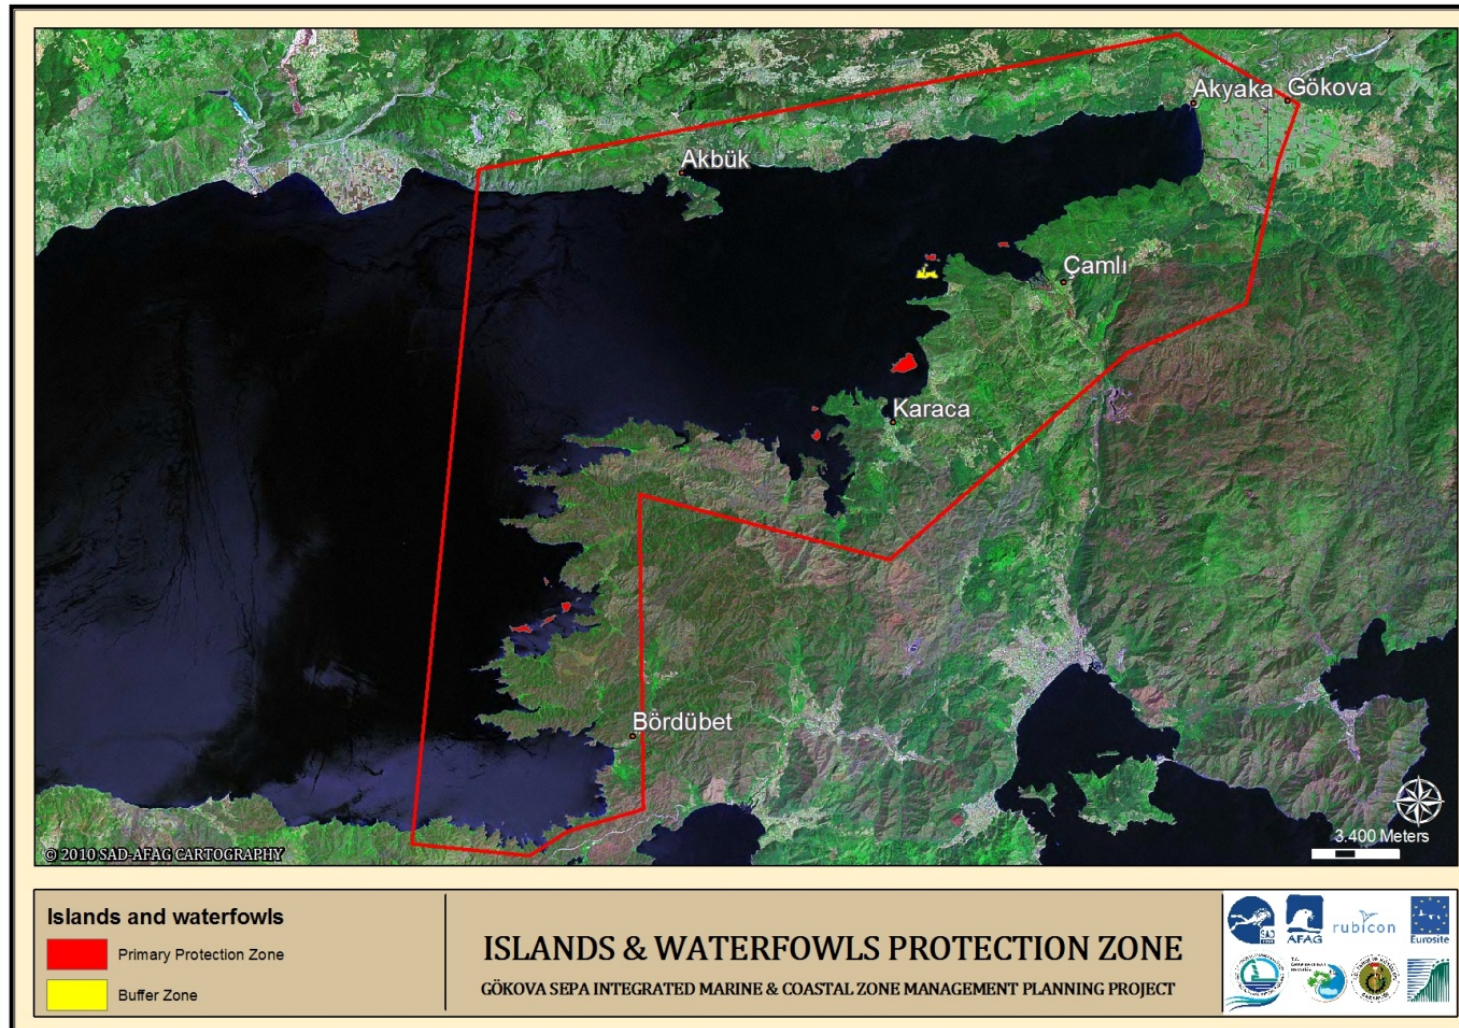 Akyaka
Gökova
Akbük
Çamlı
Karaca
Bördübet
3.400 Meters
© 2010 SAD-AFAG CARTOGRAPHY
Islands and waterfowls
Primary Protection Zone
Buffer Zone
ISLANDS & WATERFOWLS PROTECTION ZONE
GÖKOVA SEPA INTEGRATED MARINE & COASTAL ZONE MANAGEMENT PLANNING PROJECT
SAD
AFAG
rubicon
Eurosite